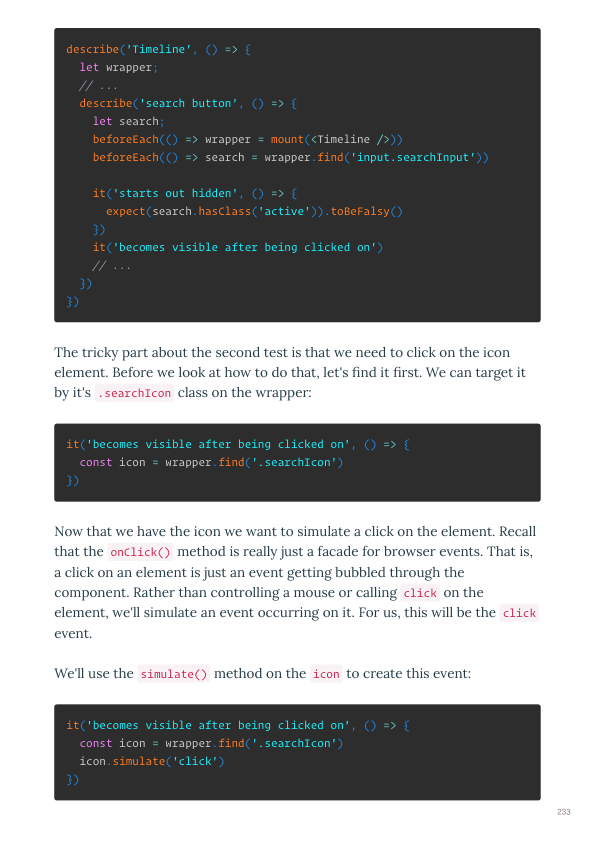 describe('Timeline', () => {
  let wrapper;
  // ...
  describe('search button', () => {
    let search;
    beforeEach(() => wrapper = mount(<Timeline />))
    beforeEach(() => search = wrapper.find('input.searchInput'))

    it('starts out hidden', () => {
      expect(search.hasClass('active')).toBeFalsy()
    })
    it('becomes visible after being clicked on')
    // ...
  })
})
The tricky part about the second test is that we need to click on the icon
element. Before we look at how to do that, let's find it first. We can target it
by it's .searchIcon class on the wrapper:
it('becomes visible after being clicked on', () => {
  const icon = wrapper.find('.searchIcon')
})
Now that we have the icon we want to simulate a click on the element. Recall
that the onClick() method is really just a facade for browser events. That is,
a click on an element is just an event getting bubbled through the
component. Rather than controlling a mouse or calling click on the
element, we'll simulate an event occurring on it. For us, this will be the click
event.
We'll use the simulate() method on the icon to create this event:
it('becomes visible after being clicked on', () => {
  const icon = wrapper.find('.searchIcon')
  icon.simulate('click')
})
233